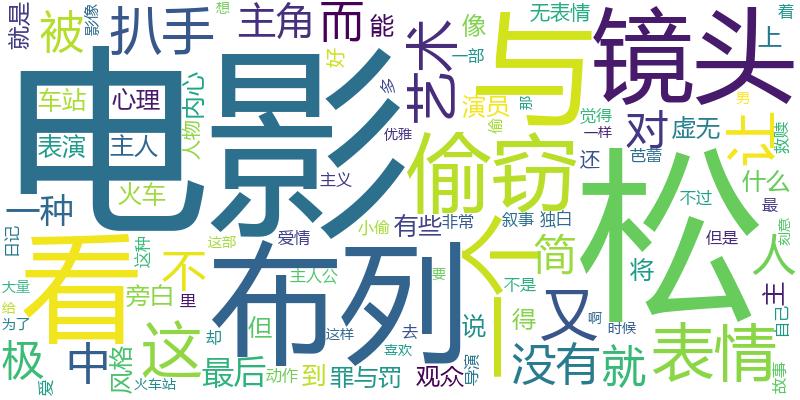 就是
影像
被
扒手
主角
而
能
艺术
像
一部
无表情
上
着
想
好
多
电影
与
镜头
车站
心理
内心
演员
那
觉得
一样
男
让
救赎
表演
主人
人物
优雅
偷
偷窃
对
虚无
还
芭蕾
火车
主义
松
什么
不过
最
一种
日记
看
这种
不
里
旁白
这部
爱情
小偷
有些
非常
叙事
独白
但是
刻意
个
简
将
人
主
自己
布列
主人公
要
不是
大量
给
为了
极
中
这
但
却
这样
去
说
得
又
啊
时候
没有
就
表情
故事
爱
风格
火车站
最后
动作
到
罪与罚
喜欢
观众
导演